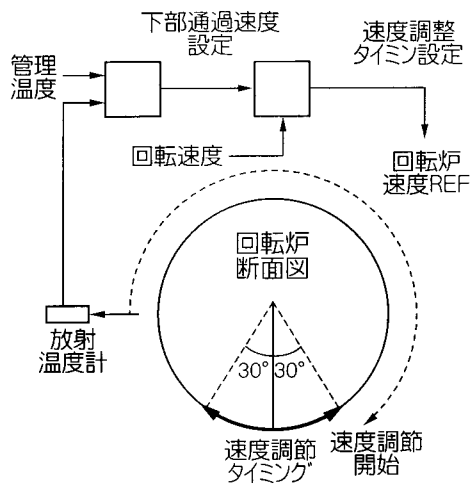 下部通過速度
設定
速度調整
タイミン設定
管理
温度
回転速度
回転炉
速度REF
回転炉
断面図
放射
温度計
30° 30°
速度調節
タイミング
速度調節
開始